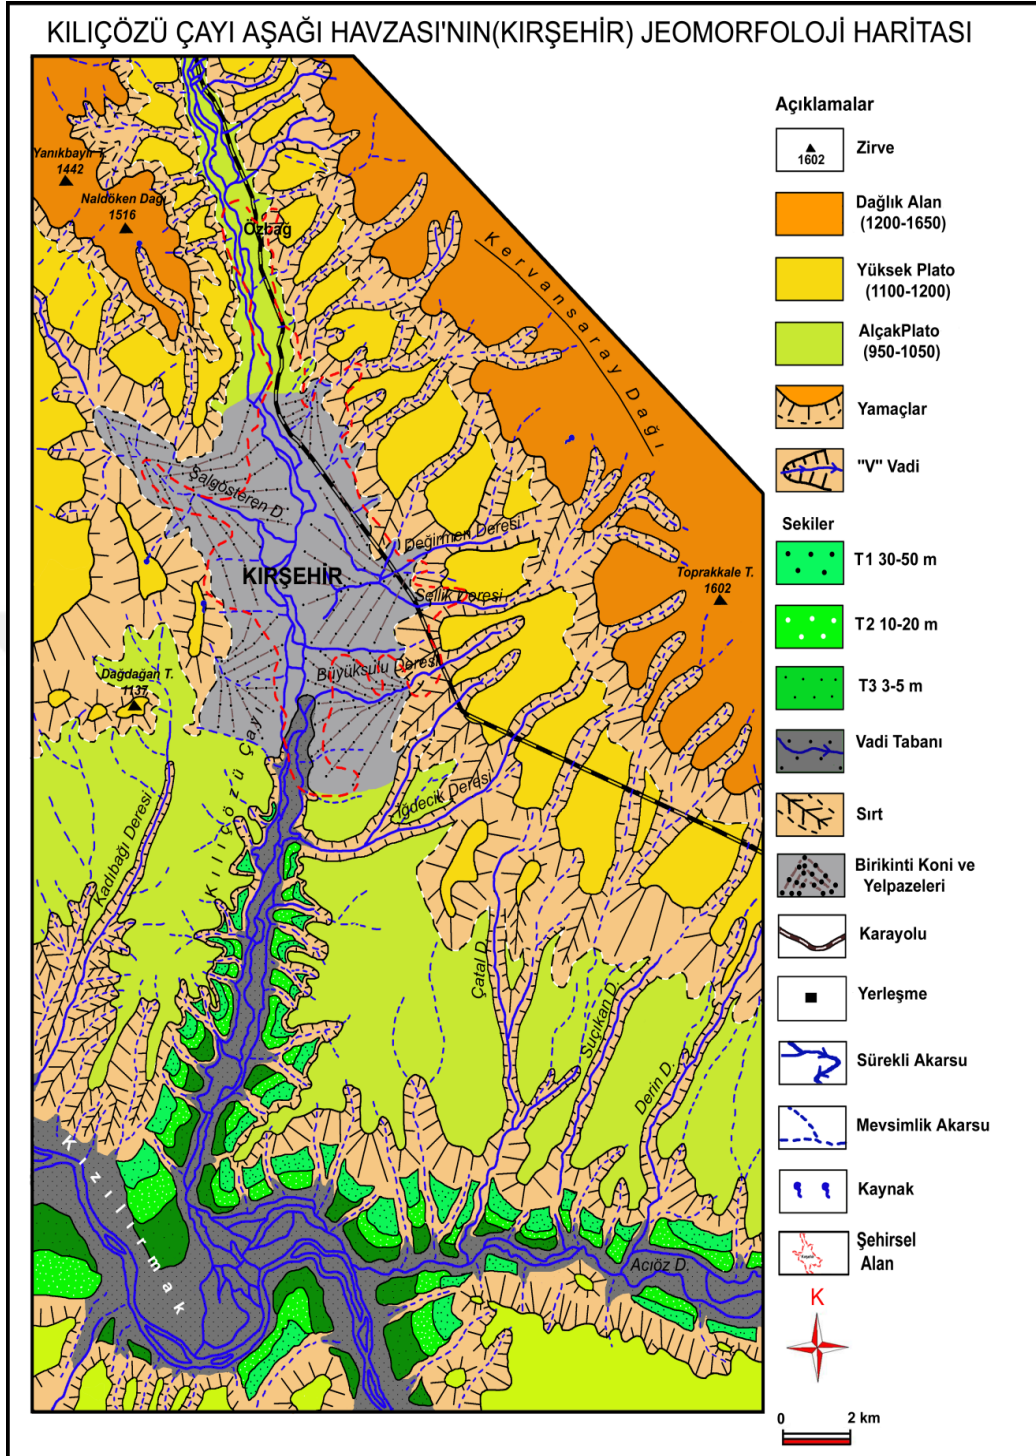 KILIÇÖZÜ ÇAYI AŞAĞI HAVZASI'NIN(KIRŞEHİR) JEOMORFOLOJİ HARİTASI
Yanıkbayır T.
1442
Naldöken Dağı
1516
Özbağ
Kervansaray Dağı
Şalgösteren D.
Değirmen Deresi
KIRŞEHİR
Sellik Deresi
Toprakkale T.
1602
Büyüksulu Deresi
Dağdağan T.
1137
Kılıçözü Çayı
İğdecik Deresi
Kadıbağı Deresi
Çatal D.
Suçıkan D.
Derin D.
Kızılırmak
Acıöz D.
Açıklamalar
1602
Zirve
Dağlık Alan
(1200-1650)
Yüksek Plato
(1100-1200)
AlçakPlato
(950-1050)
Yamaçlar
"V" Vadi
Sekiler
T1 30-50 m
T2 10-20 m
T3 3-5 m
Vadi Tabanı
Sırt
Birikinti Koni ve
Yelpazeleri
Karayolu
Yerleşme
Sürekli Akarsu
Mevsimlik Akarsu
Kaynak
Şehirsel
Alan
K
0 2 km